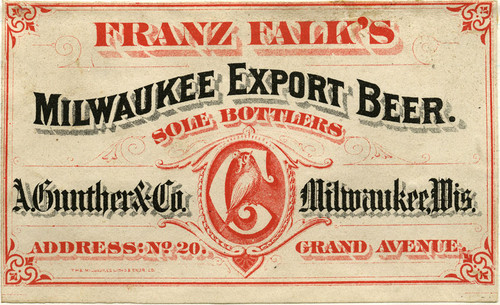 FRANZ FALK'S
MILWAUKEE EXPORT BEER.
SOLE BOTTLERS
A. Gunther & Co. Milwaukee, Wis.
ADDRESS: No 20. GRAND AVENUE.